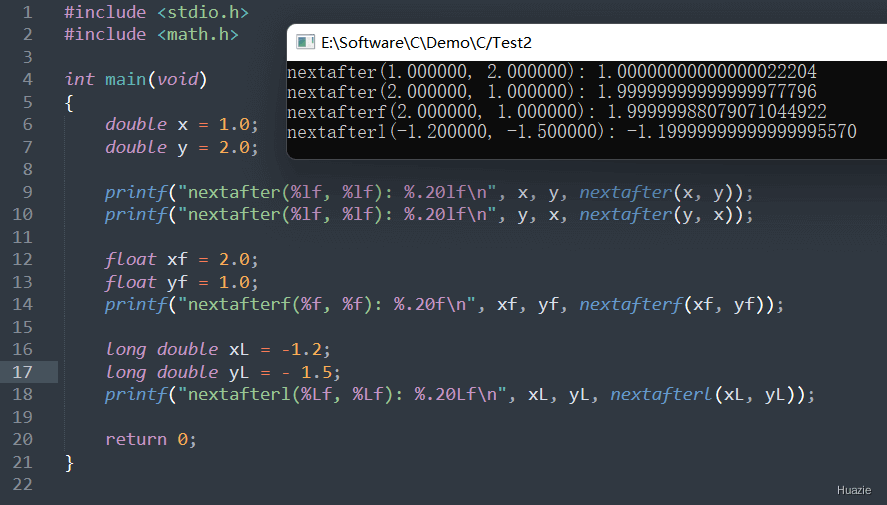 1 #include <stdio.h>
2 #include <math.h>
3
4 int main(void)
5 {
6     double x = 1.0;
7     double y = 2.0;
8
9     printf("nextafter(%lf, %lf): %.20lf\n", x, y, nextafter(x, y));
10     printf("nextafter(%lf, %lf): %.20lf\n", y, x, nextafter(y, x));
11
12     float xf = 2.0;
13     float yf = 1.0;
14     printf("nextafterf(%f, %f): %.20f\n", xf, yf, nextafterf(xf, yf));
15
16     long double xL = -1.2;
17     long double yL = - 1.5;
18     printf("nextafterl(%Lf, %Lf): %.20Lf\n", xL, yL, nextafterl(xL, yL));
19
20     return 0;
21 }
22
E:\Software\C\Demo\C/Test2
nextafter(1.000000, 2.000000): 1.00000000000000022204
nextafter(2.000000, 1.000000): 1.99999999999999977796
nextafterf(2.000000, 1.000000): 1.99999988079071044922
nextafterl(-1.200000, -1.500000): -1.19999999999999995570
Huazie